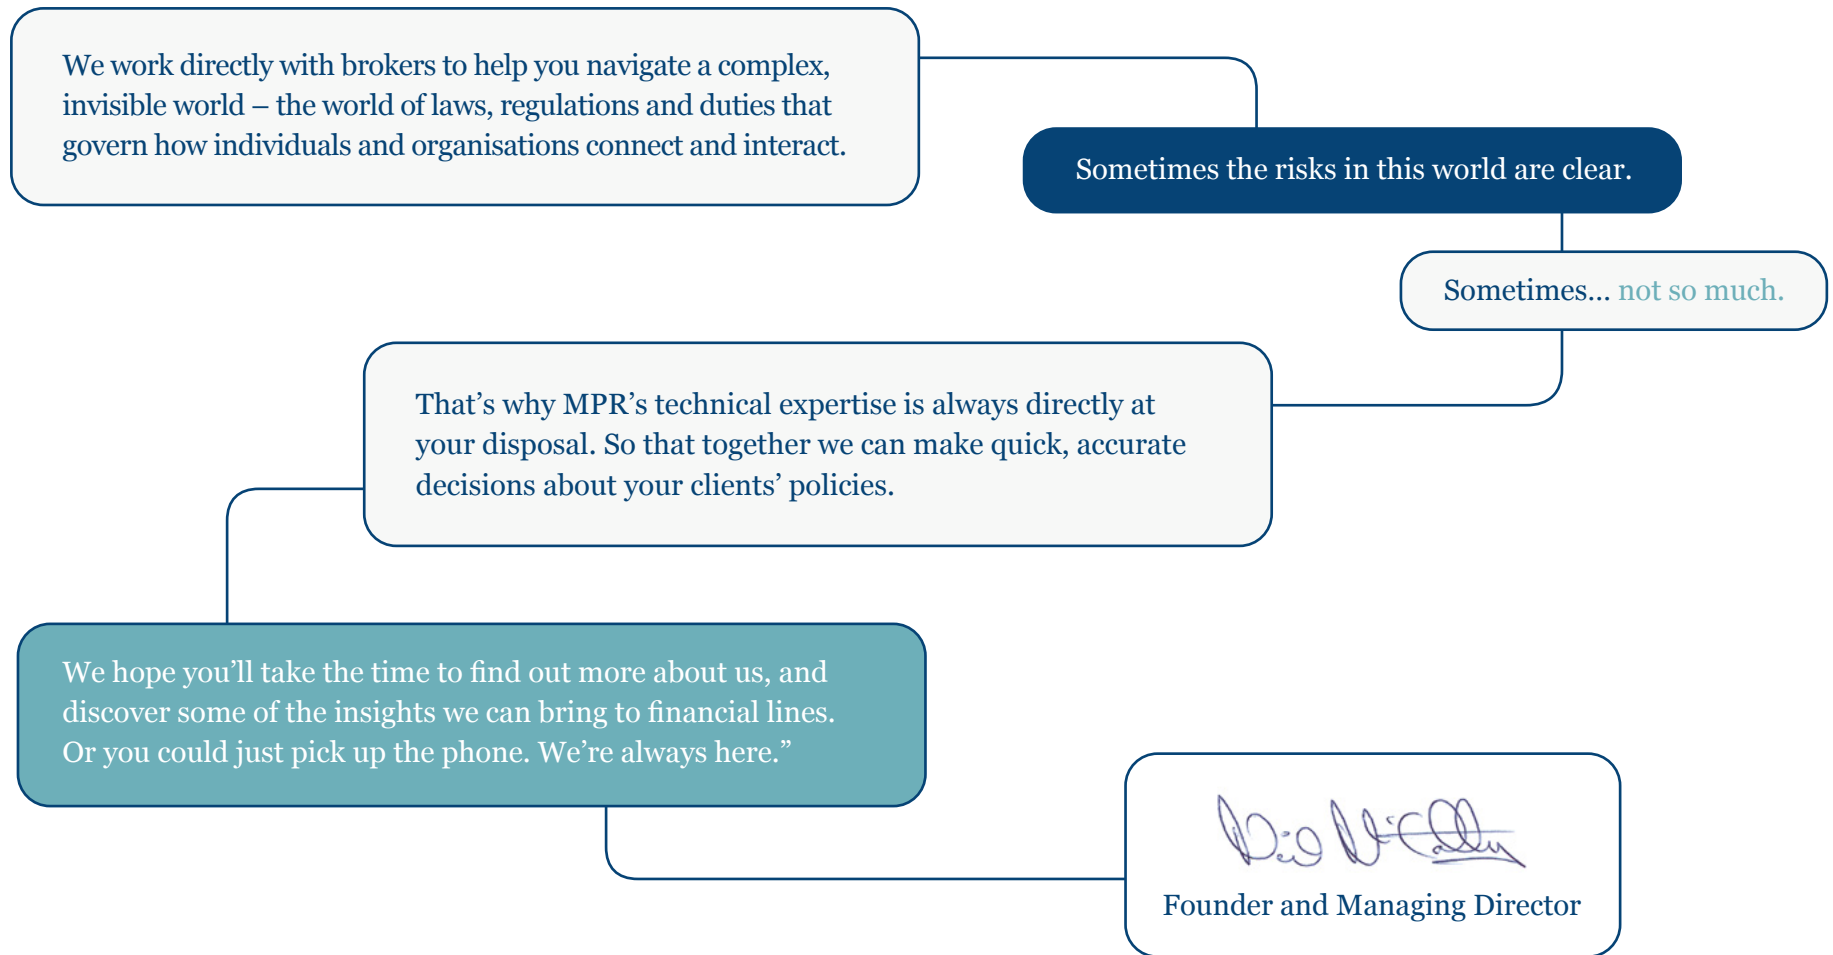 We work directly with brokers to help you navigate a complex,
invisible world – the world of laws, regulations and duties that
govern how individuals and organisations connect and interact.
Sometimes the risks in this world are clear.
Sometimes... not so much.
That’s why MPR’s technical expertise is always directly at
your disposal. So that together we can make quick, accurate
decisions about your clients’ policies.
We hope you’ll take the time to find out more about us, and
discover some of the insights we can bring to financial lines.
Or you could just pick up the phone. We’re always here.”
Founder and Managing Director